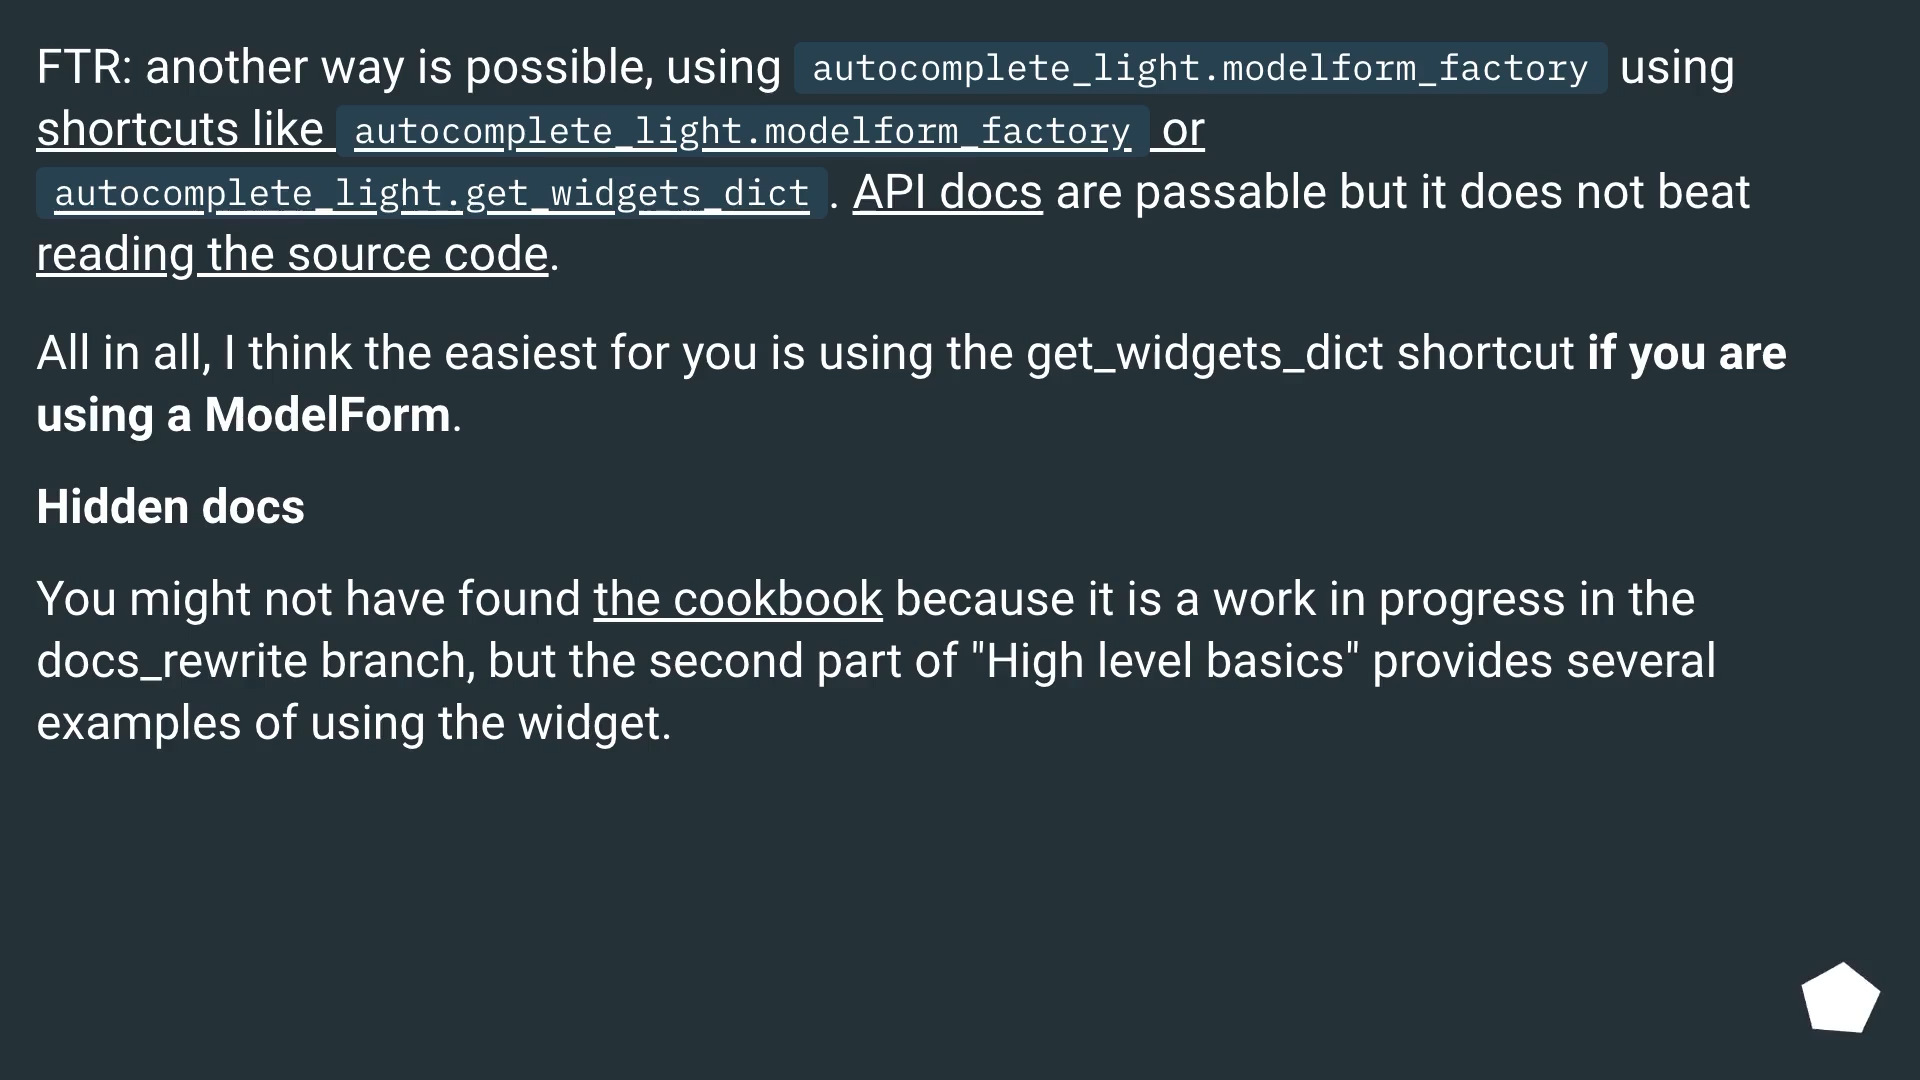 FTR: another way is possible, using autocomplete_light.modelform_factory using
shortcuts like autocomplete_light.modelform_factory or
autocomplete_light.get_widgets_dict. API docs are passable but it does not beat
reading the source code.
All in all, I think the easiest for you is using the get_widgets_dict shortcut if you are
using a ModelForm.
Hidden docs
You might not have found the cookbook because it is a work in progress in the
docs_rewrite branch, but the second part of "High level basics" provides several
examples of using the widget.